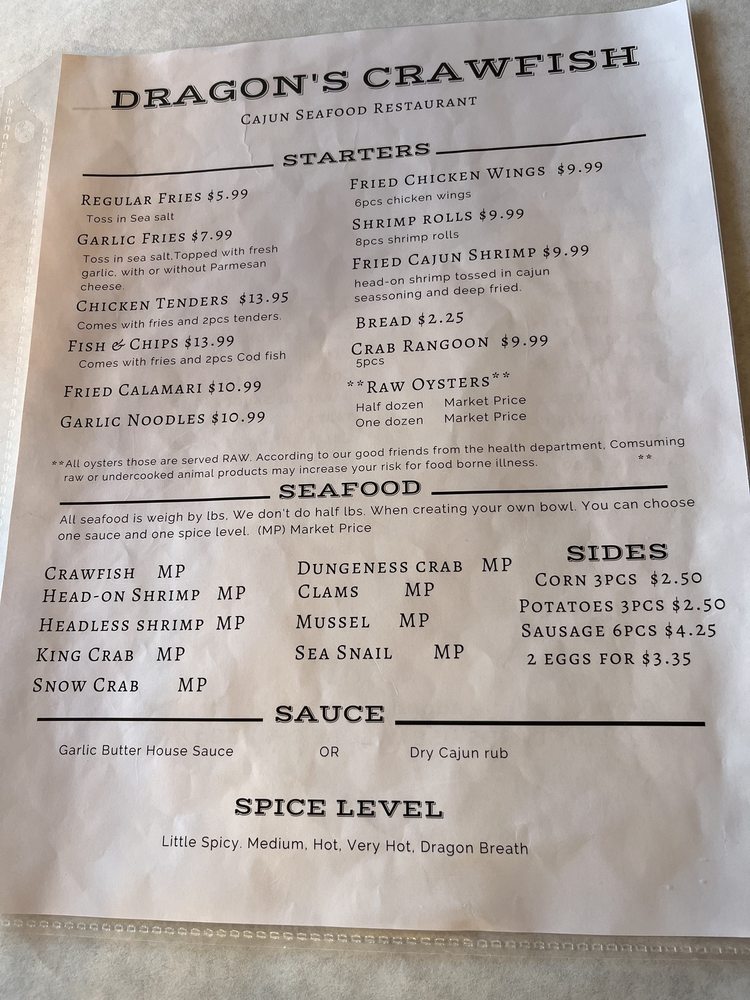 DRAGON'S CRAWFISH
CAJUN SEAFOOD RESTAURANT
STARTERS
REGULAR FRIES $5.99
Toss in Sea salt
GARLIC FRIES $7.99
Toss in sea salt,Topped with fresh
garlic, with or without Parmesan
cheese.
CHICKEN TENDERS $13.95
Comes with fries and 2pcs tenders.
FISH & CHIPS $13.99
Comes with fries and 2pcs Cod fish
FRIED CALAMARI $10.99
GARLIC NOODLES $10.99
FRIED CHICKEN WINGS $9.99
6pcs chicken wings
SHRIMP ROLLS $9.99
8pcs shrimp rolls
FRIED CAJUN SHRIMP $9.99
head-on shrimp tossed in cajun
seassoning and deep fried.
BREAD $2.25
CRAB RANGOON $9.99
5pcs
**RAW OYSTERS**
Half dozen Market Price
One dozen Market Price
**All oysters those are served RAW. According to our good friends from the health department, Comsuming
raw or undercooked animal products may increase your risk for food borne illness. **
SEAFOOD
All seafood is weigh by lbs, We don't do half lbs. When creating your own bowl. You can choose
one sauce and one spice level. (MP) Market Price
CRAWFISH MP
HEAD-ON SHRIMP MP
HEADLESS SHRIMP MP
KING CRAB MP
SNOW CRAB MP
DUNGENESS CRAB MP
CLAMS MP
MUSSEL MP
SEA SNAIL MP
SIDES
CORN 3PCS $2.50
POTATOES 3PCS $2.50
SAUSAGE 6PCS $4.25
2 EGGS FOR $3.35
SAUCE
Garlic Butter House Sauce OR Dry Cajun rub
SPICE LEVEL
Little Spicy. Medium, Hot, Very Hot, Dragon Breath